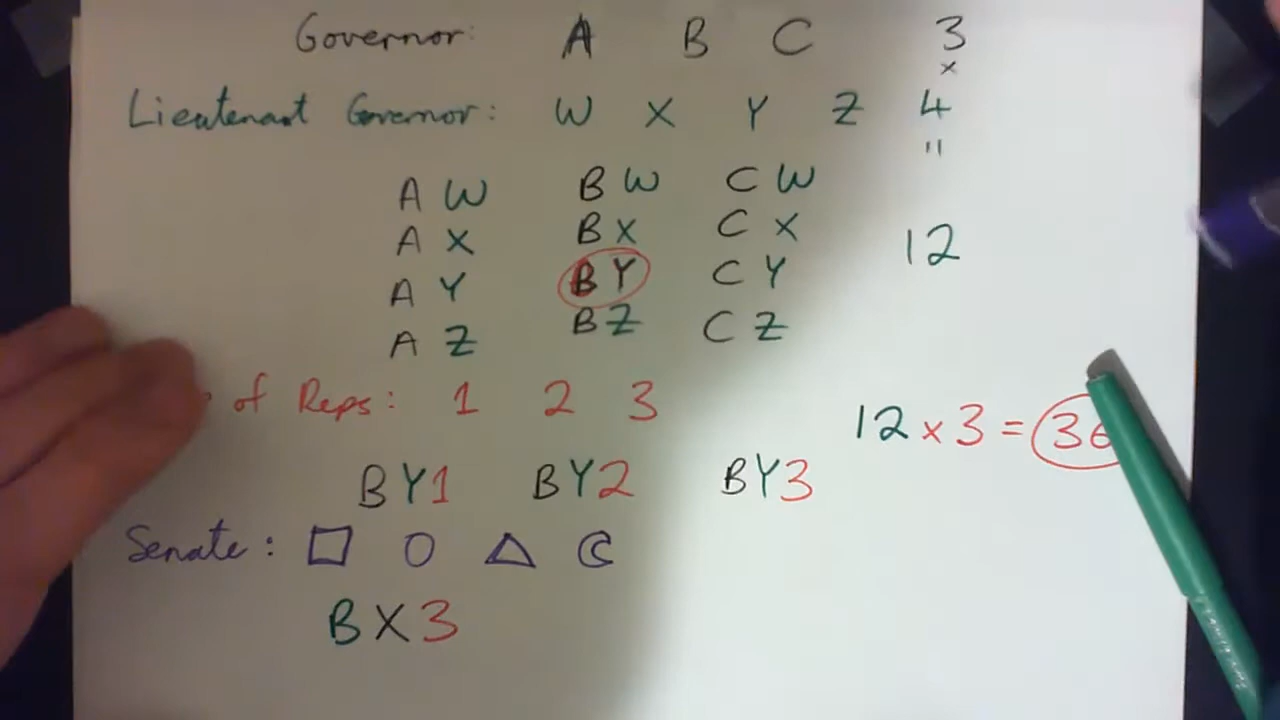 Governor: A B C 3
×
Lieutenant Governor: W X Y Z 4
=
A W B W C W
A X B X C X 12
A Y B Y C Y
A Z B Z C Z
of Reps: 1 2 3 12 × 3 = 36
B Y 1 B Y 2 B Y 3
Senate: □ ○ △ ☾
B X 3